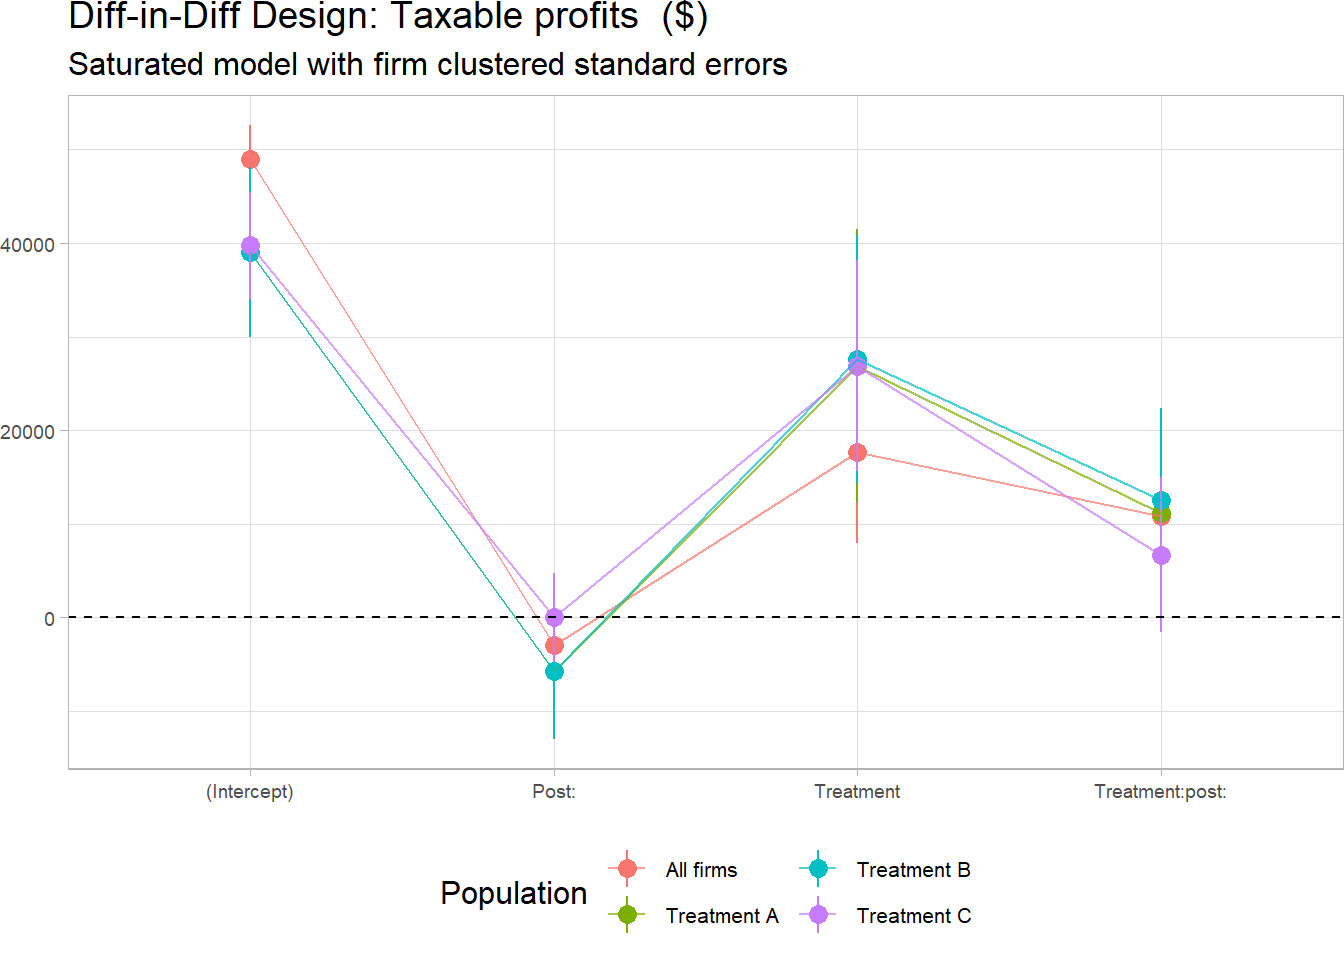 Diff-in-Diff Design: Taxable profits  ($)
Saturated model with firm clustered standard errors
40000
20000
0
(Intercept)
Post:
Treatment
Treatment:post:
Population
All firms
Treatment B
Treatment A
Treatment C